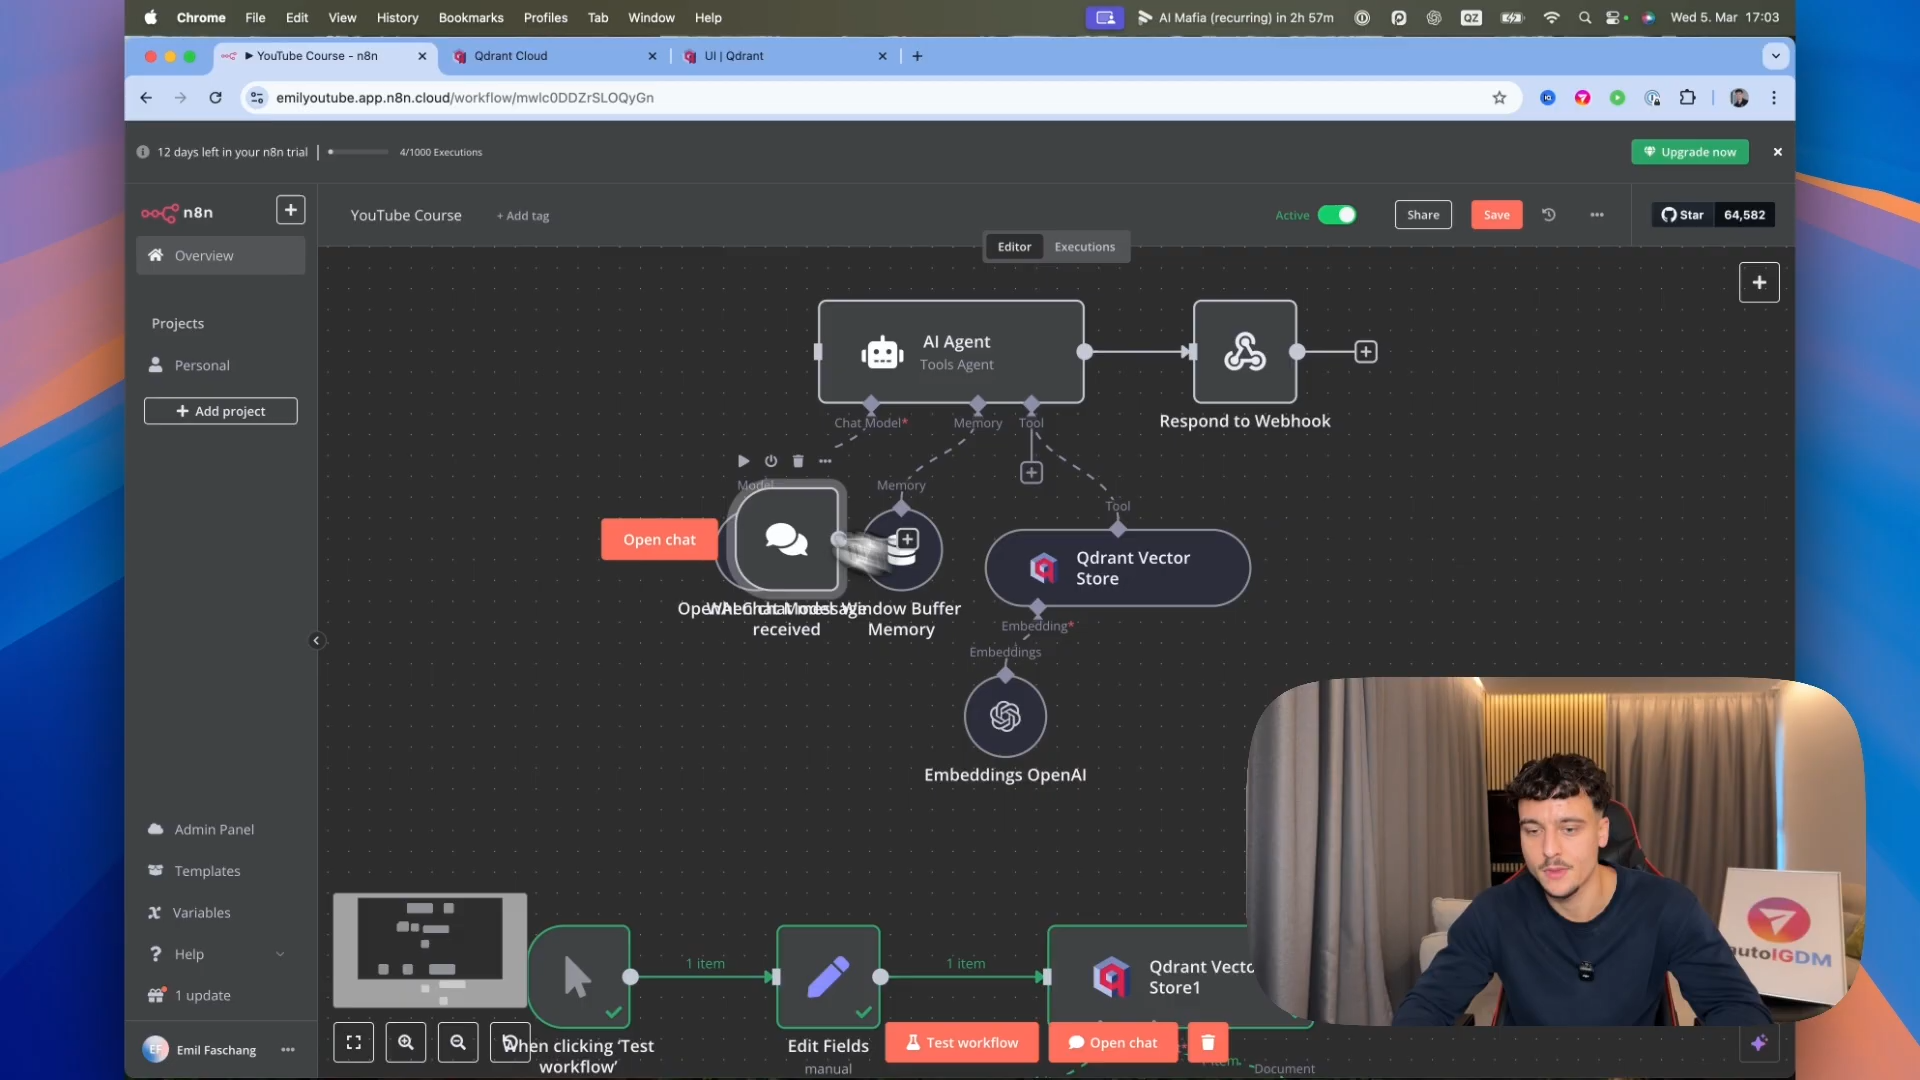 Chrome File Edit View History Bookmarks Profiles Tab Window Help
AI Mafia (recurring) in 2h 57m
QZ
Wed 5. Mar 17:03
YouTube Course - n8n
Qdrant Cloud
UI | Qdrant
emilyoutube.app.n8n.cloud/workflow/mwlc0DDZrSLOQyGn
12 days left in your n8n trial
4/1000 Executions
Upgrade now
n8n
YouTube Course
+ Add tag
Active
Share
Save
Star 64,582
Editor
Executions
Overview
Projects
Personal
Add project
AI Agent
Tools Agent
Chat Model*
Memory
Tool
Respond to Webhook
Model
Memory
Tool
Open chat
Qdrant Vector
Store
Window Buffer
Memory
received
Embedding*
Embeddings
Embeddings OpenAI
Admin Panel
Templates
Variables
Help
1 update
EF
Emil Faschang
1 item
1 item
Qdrant Vecto
Store1
When clicking ‘Test
workflow’
Edit Fields
manual
Test workflow
Open chat
Document
autoIGDM